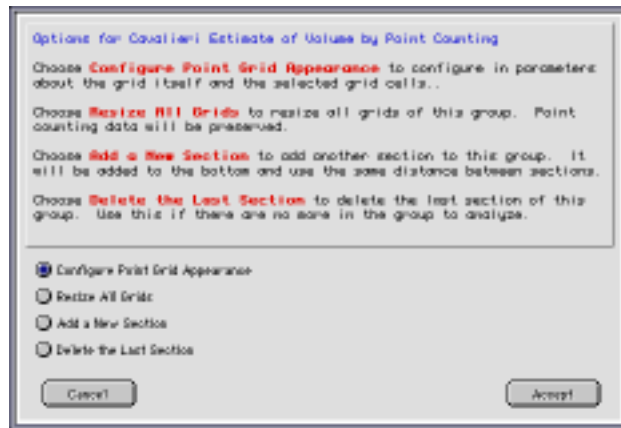 Options for Cavalieri Estimate of Volume by Point Counting
Choose Configure Point Grid Appearance to configure in parameters
about the grid itself and the selected grid cells..
Choose Resize All Grids to resize all grids of this group. Point
counting data will be preserved.
Choose Add a New Section to add another section to this group. It
will be added to the bottom and use the same distance between sections.
Choose Delete the Last Section to delete the last section of this
group. Use this if there are no more in the group to analyze.
Configure Point Grid Appearance
Resize All Grids
Add a New Section
Delete the Last Section
Cancel
Accept